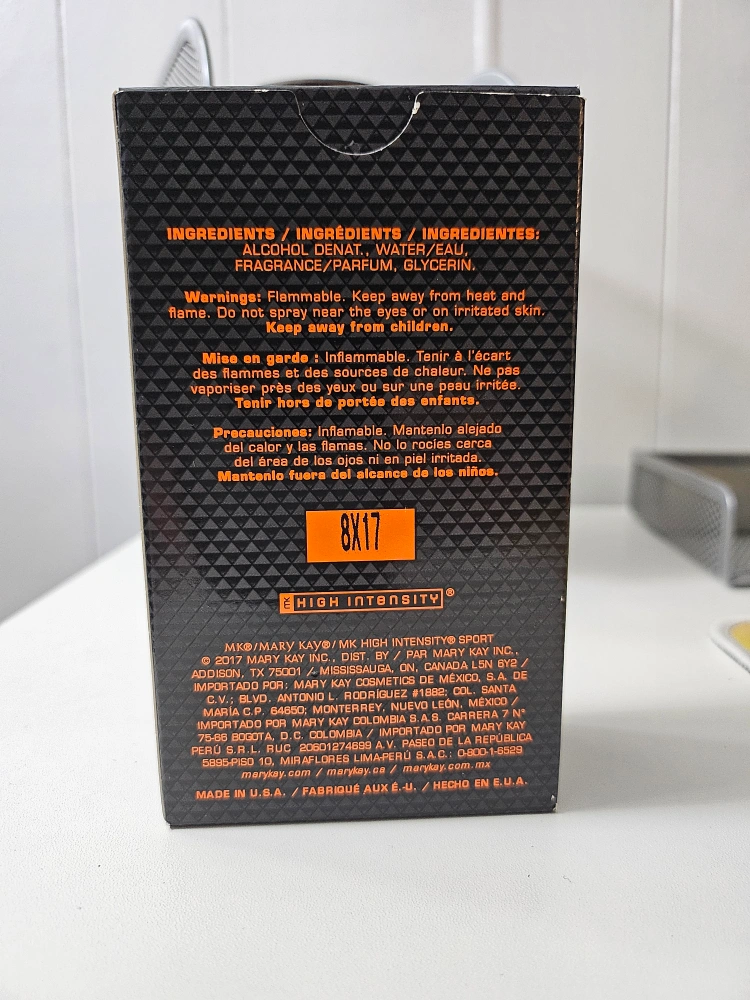 INGREDIENTS / INGRÉDIENTS / INGREDIENTES:
ALCOHOL DENAT., WATER/EAU,
FRAGRANCE/PARFUM, GLYCERIN.
Warnings: Flammable. Keep away from heat and
flame. Do not spray near the eyes or on irritated skin.
Keep away from children.
Mise en garde : Inflammable. Tenir à l'écart
des flammes et des sources de chaleur. Ne pas
vaporiser près des yeux ou sur une peau irritée.
Tenir hors de portée des enfants.
Precauciones: Inflamable. Mantenlo alejado
del calor y las flamas. No lo rocíes cerca
del área de los ojos ni en piel irritada.
Mantenlo fuera del alcance de los niños.
8X17
MK HIGH INTENSITY®
MK®/MARY KAY®/MK HIGH INTENSITY® SPORT
© 2017 MARY KAY INC., DIST. BY / PAR MARY KAY INC.,
ADDISON, TX 75001 / MISSISSAUGA, ON, CANADA L5N 6Y2 /
IMPORTADO POR: MARY KAY COSMETICS DE MÉXICO, S.A. DE
C.V.; BLVD. ANTONIO L. RODRÍGUEZ #1882; COL. SANTA
MARÍA C.P. 64650; MONTERREY, NUEVO LEÓN, MÉXICO /
IMPORTADO POR MARY KAY COLOMBIA S.A.S. CARRERA 7 N°
75-66 BOGOTA, D.C. COLOMBIA / IMPORTADO POR MARY KAY
PERÚ S.R.L. RUC 20601274699 A.V. PASEO DE LA REPÚBLICA
5895-PISO 10, MIRAFLORES LIMA-PERÚ S.A.C.: 0-800-1-6529
marykay.com / marykay.ca / marykay.com.mx
MADE IN U.S.A. / FABRIQUÉ AUX É.-U. / HECHO EN E.U.A.